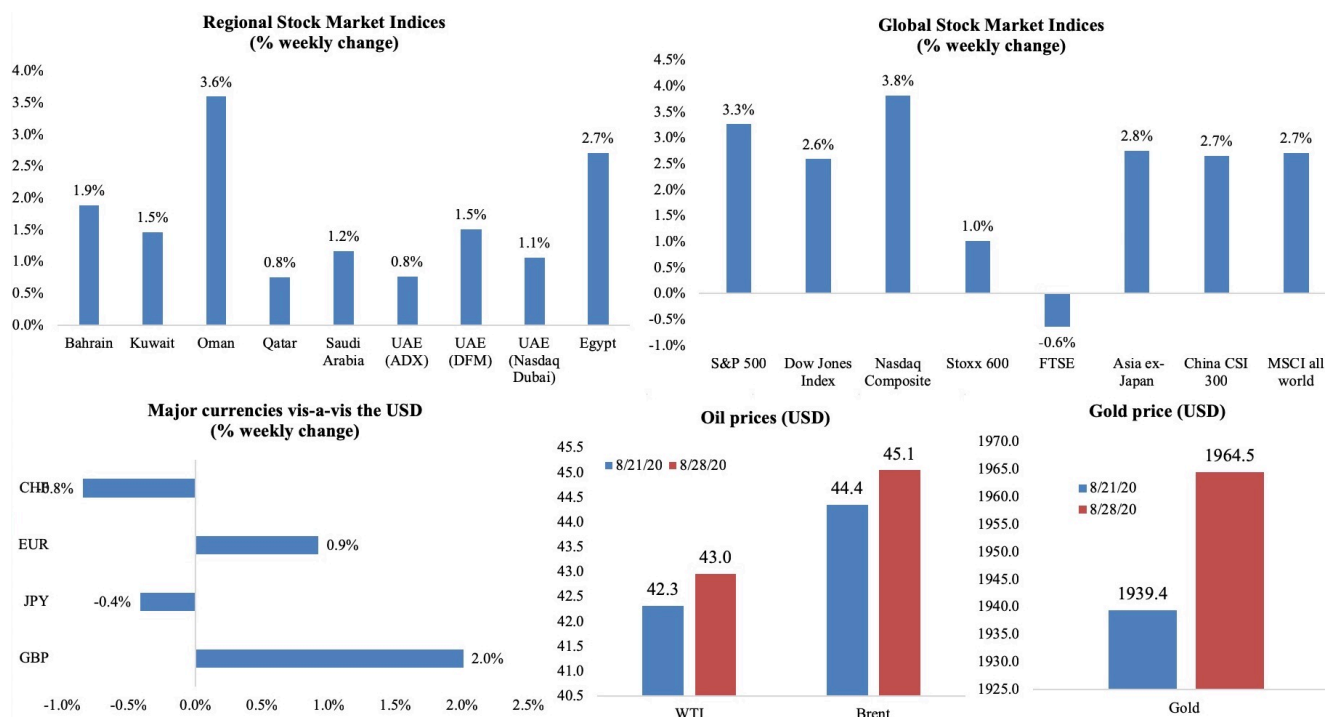 Regional Stock Market Indices
(% weekly change)
4.0%
3.5%
3.0%
2.5%
2.0%
1.5%
1.0%
0.5%
0.0%
1.9%
1.5%
3.6%
0.8%
1.2%
0.8%
1.5%
1.1%
2.7%
Bahrain
Kuwait
Oman
Qatar
Saudi
Arabia
UAE
(ADX)
UAE
(DFM)
UAE
(Nasdaq
Dubai)
Egypt
Global Stock Market Indices
(% weekly change)
4.5%
4.0%
3.5%
3.0%
2.5%
2.0%
1.5%
1.0%
0.5%
0.0%
-0.5%
-1.0%
3.3%
2.6%
3.8%
1.0%
-0.6%
2.8%
2.7%
2.7%
S&P 500
Dow Jones
Index
Nasdaq
Composite
Stoxx 600
FTSE
Asia ex-
Japan
China CSI
300
MSCI all
world
Major currencies vis-a-vis the USD
(% weekly change)
CHF
-0.8%
EUR
0.9%
JPY
-0.4%
GBP
2.0%
-1.0%
-0.5%
0.0%
0.5%
1.0%
1.5%
2.0%
2.5%
Oil prices (USD)
8/21/20
8/28/20
45.5
45.0
44.5
44.0
43.5
43.0
42.5
42.0
41.5
41.0
40.5
42.3
43.0
44.4
45.1
WTI
Brent
Gold price (USD)
8/21/20
8/28/20
1970.0
1965.0
1960.0
1955.0
1950.0
1945.0
1940.0
1935.0
1930.0
1925.0
1939.4
1964.5
Gold